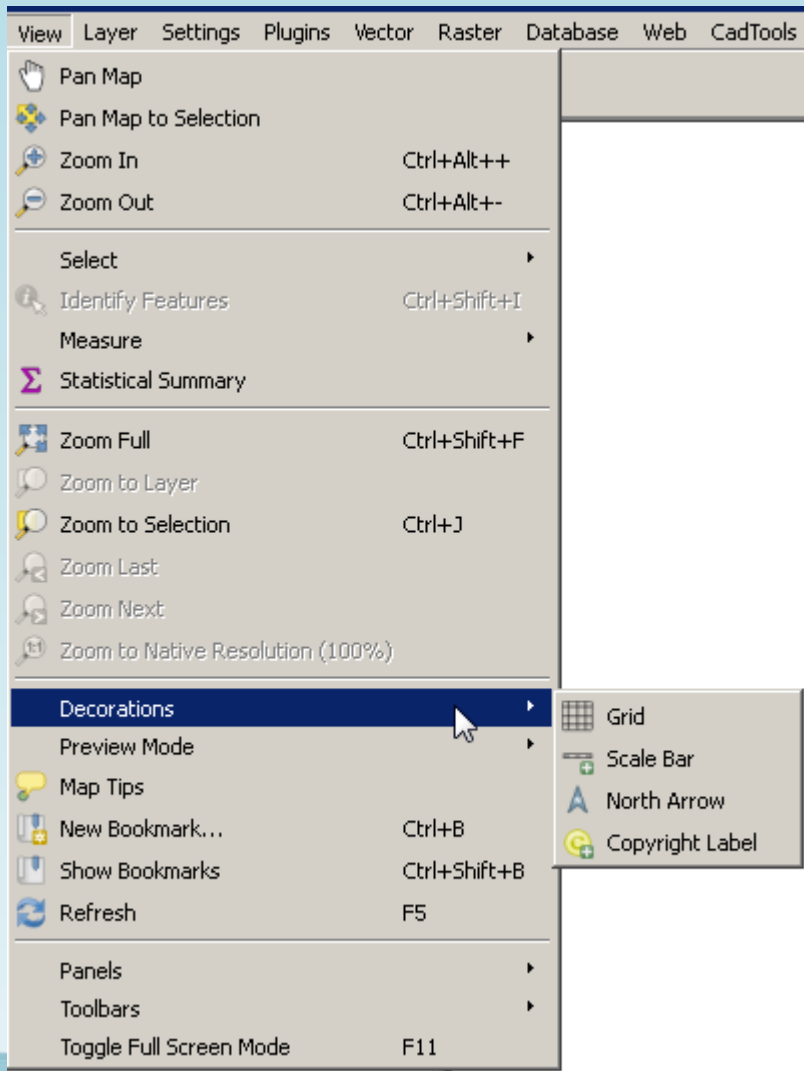 View Layer Settings Plugins Vector Raster Database Web CadTools
Pan Map
Pan Map to Selection
Zoom In Ctrl+Alt++
Zoom Out Ctrl+Alt+-
Select
Identify Features Ctrl+Shift+I
Measure
Statistical Summary
Zoom Full Ctrl+Shift+F
Zoom to Layer
Zoom to Selection Ctrl+J
Zoom Last
Zoom Next
1:1 Zoom to Native Resolution (100%)
Decorations
Preview Mode
Map Tips
New Bookmark... Ctrl+B
Show Bookmarks Ctrl+Shift+B
Refresh F5
Panels
Toolbars
Toggle Full Screen Mode F11
Grid
Scale Bar
North Arrow
Copyright Label